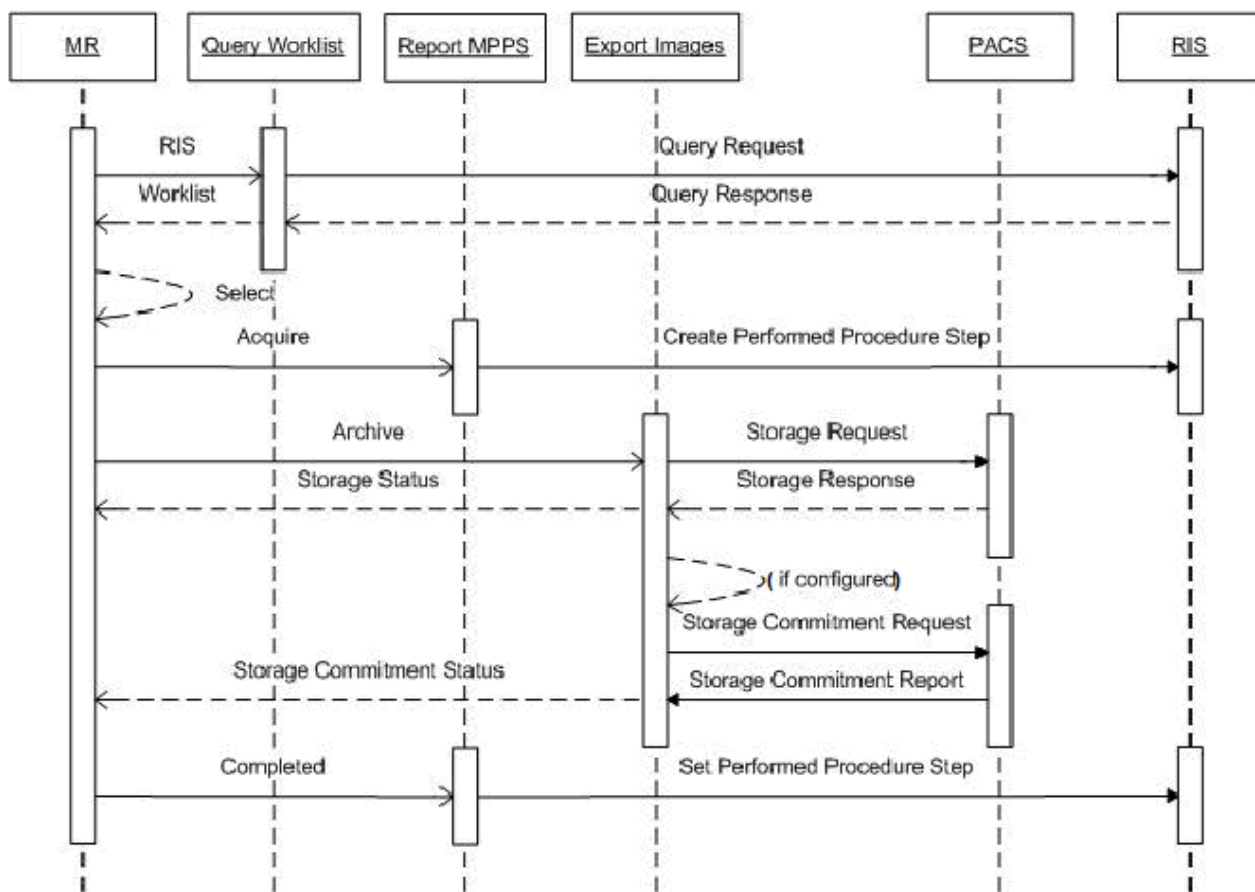 MR
Query Worklist
Report MPPS
Export Images
PACS
RIS
RIS
Query Request
Worklist
Query Response
Select
Acquire
Create Performed Procedure Step
Archive
Storage Request
Storage Status
Storage Response
( if configured)
Storage Commitment Request
Storage Commitment Status
Storage Commitment Report
Completed
Set Performed Procedure Step